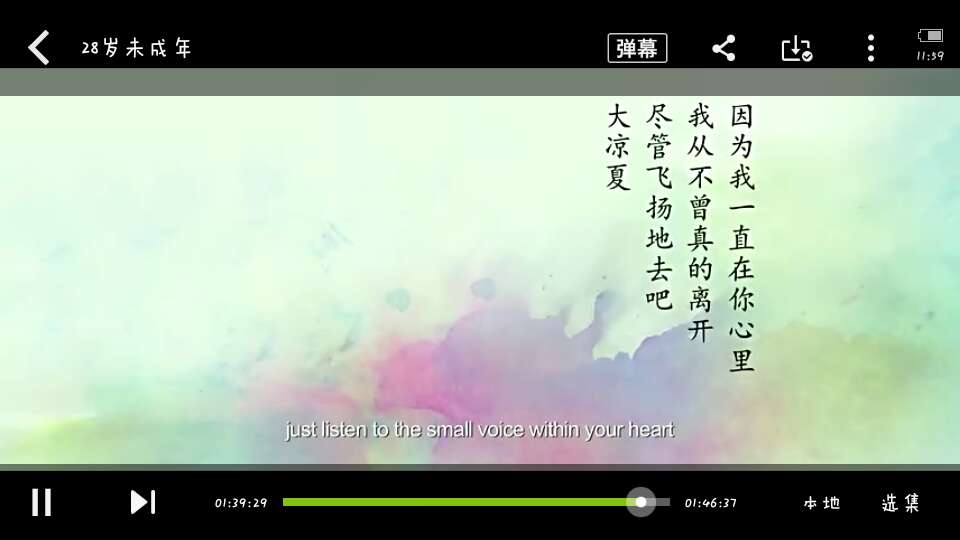 28岁未成年
弹幕
11:39
大凉夏
尽管飞扬地去吧
我从不曾真的离开
因为我一直在你心里
just listen to the small voice within your heart
01:39:29
01:46:37
本地
选集